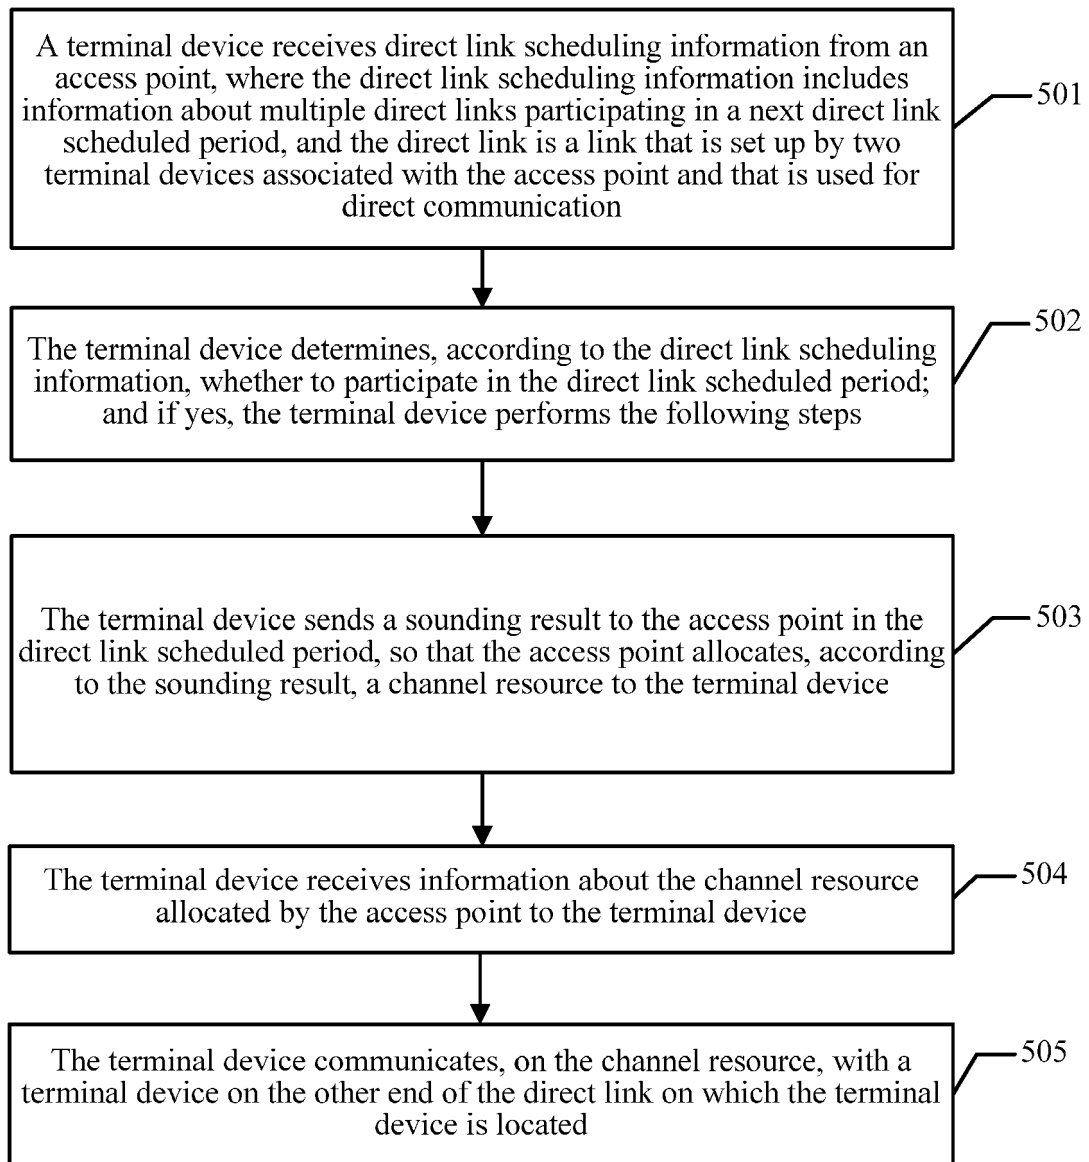 A terminal device receives direct link scheduling information from an
access point, where the direct link scheduling information includes
information about multiple direct links participating in a next direct link
scheduled period, and the direct link is a link that is set up by two
terminal devices associated with the access point and that is used for
direct communication
501
The terminal device determines, according to the direct link scheduling
information, whether to participate in the direct link scheduled period;
and if yes, the terminal device performs the following steps
502
The terminal device sends a sounding result to the access point in the
direct link scheduled period, so that the access point allocates, according
to the sounding result, a channel resource to the terminal device
503
The terminal device receives information about the channel resource
allocated by the access point to the terminal device
504
The terminal device communicates, on the channel resource, with a
terminal device on the other end of the direct link on which the terminal
device is located
505